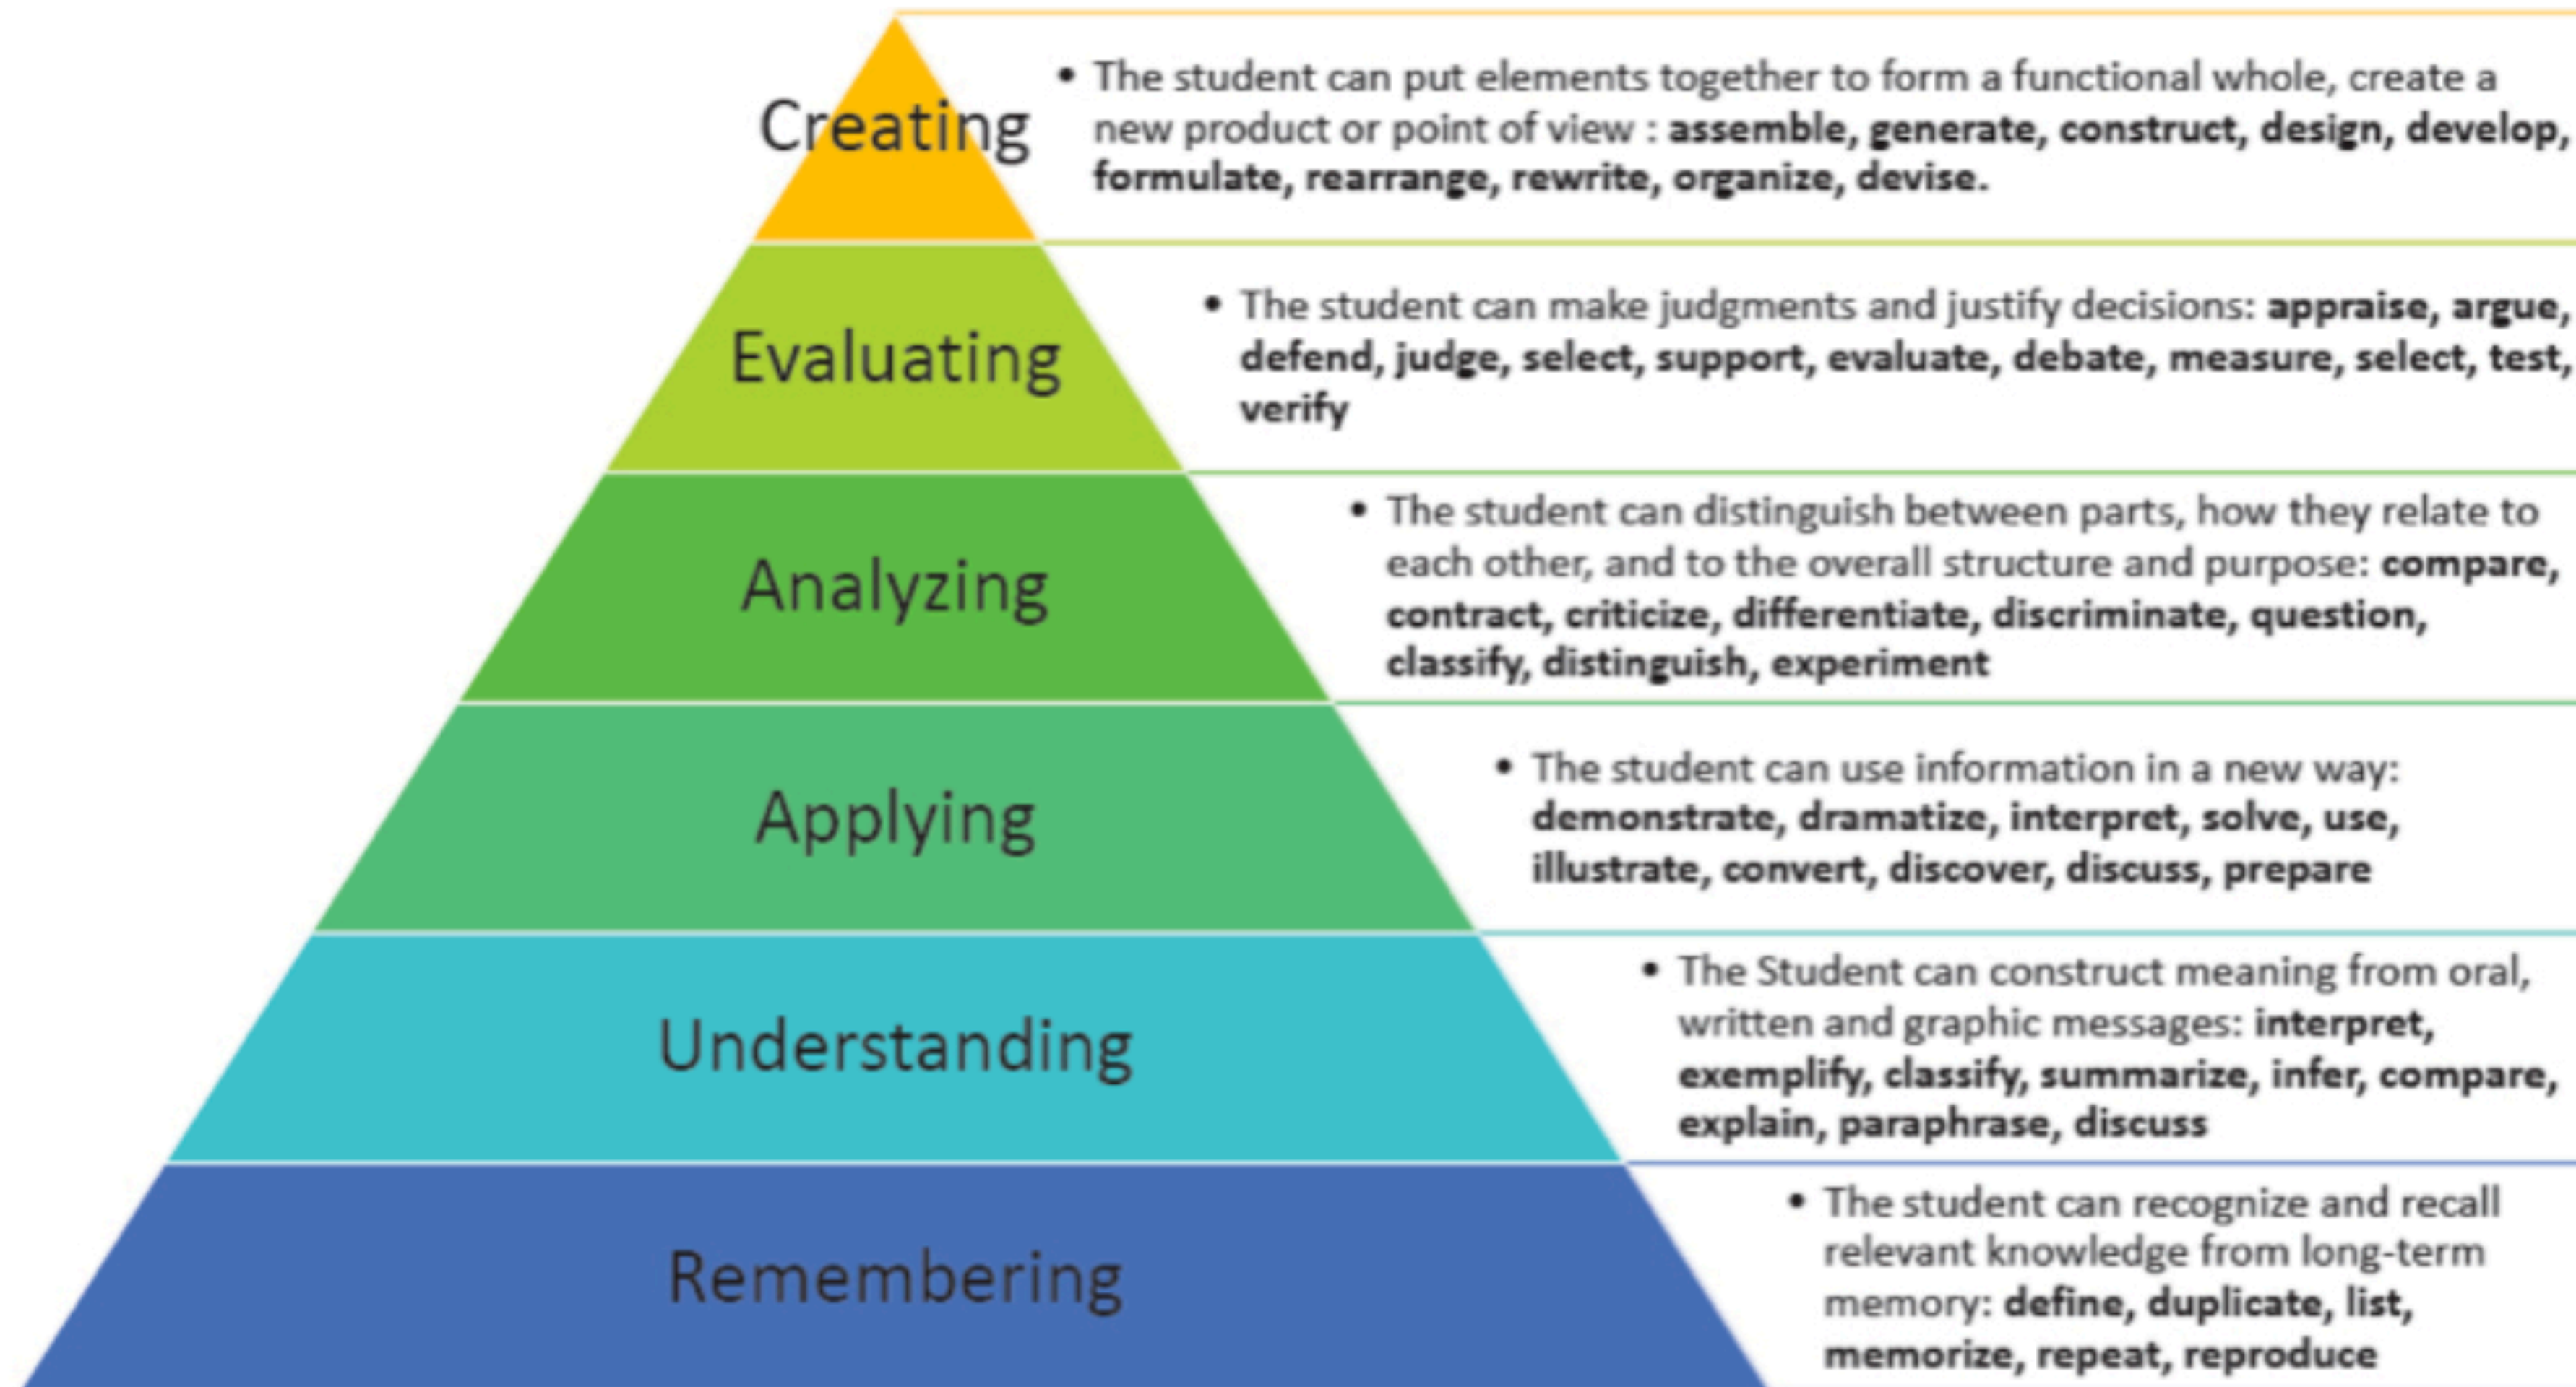 Creating
• The student can put elements together to form a functional whole, create a
new product or point of view : assemble, generate, construct, design, develop,
formulate, rearrange, rewrite, organize, devise.
Evaluating
• The student can make judgments and justify decisions: appraise, argue,
defend, judge, select, support, evaluate, debate, measure, select, test,
verify
Analyzing
• The student can distinguish between parts, how they relate to
each other, and to the overall structure and purpose: compare,
contract, criticize, differentiate, discriminate, question,
classify, distinguish, experiment
Applying
• The student can use information in a new way:
demonstrate, dramatize, interpret, solve, use,
illustrate, convert, discover, discuss, prepare
Understanding
• The Student can construct meaning from oral,
written and graphic messages: interpret,
exemplify, classify, summarize, infer, compare,
explain, paraphrase, discuss
Remembering
• The student can recognize and recall
relevant knowledge from long-term
memory: define, duplicate, list,
memorize, repeat, reproduce